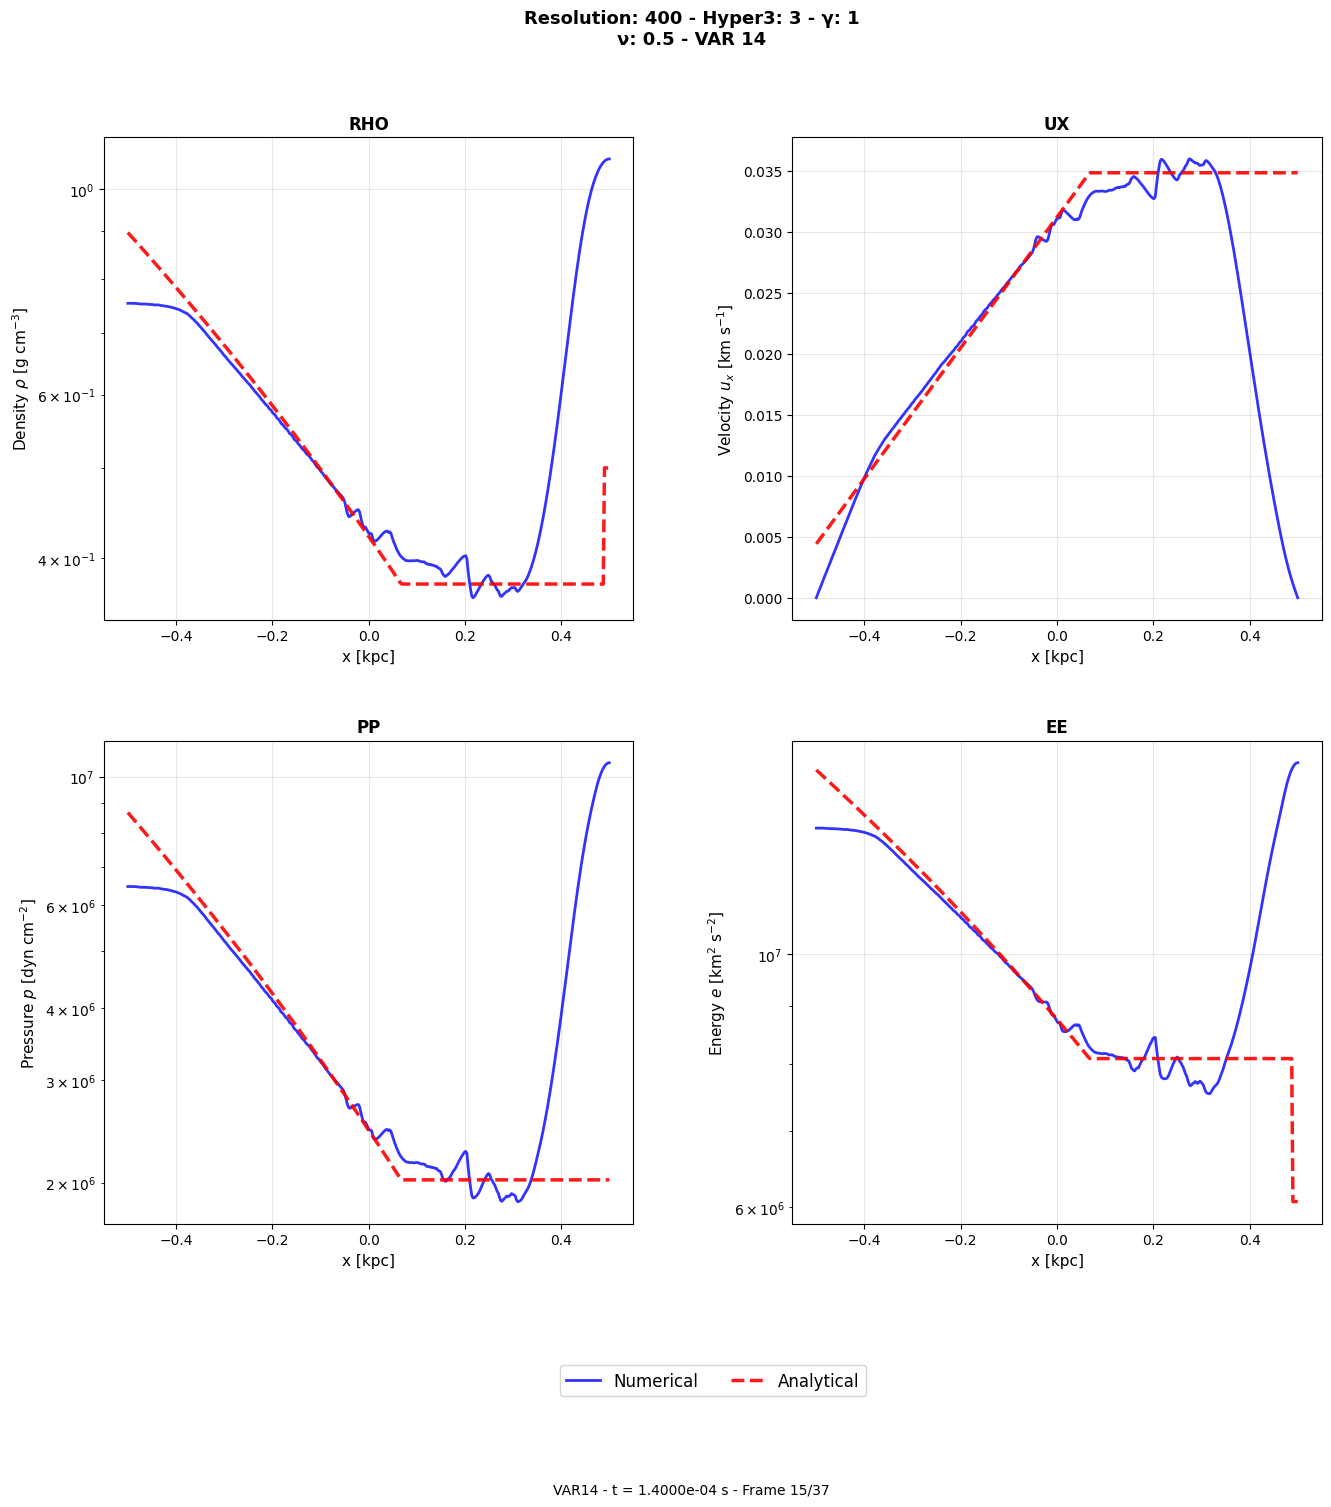 Resolution: 400 - Hyper3: 3 - γ: 1
ν: 0.5 - VAR 14
RHO
Density ρ [g cm⁻³]
10⁰
6 × 10⁻¹
4 × 10⁻¹
−0.4 −0.2 0.0 0.2 0.4
x [kpc]
UX
Velocity uₓ [km s⁻¹]
0.035
0.030
0.025
0.020
0.015
0.010
0.005
0.000
−0.4 −0.2 0.0 0.2 0.4
x [kpc]
PP
Pressure p [dyn cm⁻²]
10⁷
6 × 10⁶
4 × 10⁶
3 × 10⁶
2 × 10⁶
−0.4 −0.2 0.0 0.2 0.4
x [kpc]
EE
Energy e [km² s⁻²]
10⁷
6 × 10⁶
−0.4 −0.2 0.0 0.2 0.4
x [kpc]
Numerical Analytical
VAR14 - t = 1.4000e-04 s - Frame 15/37